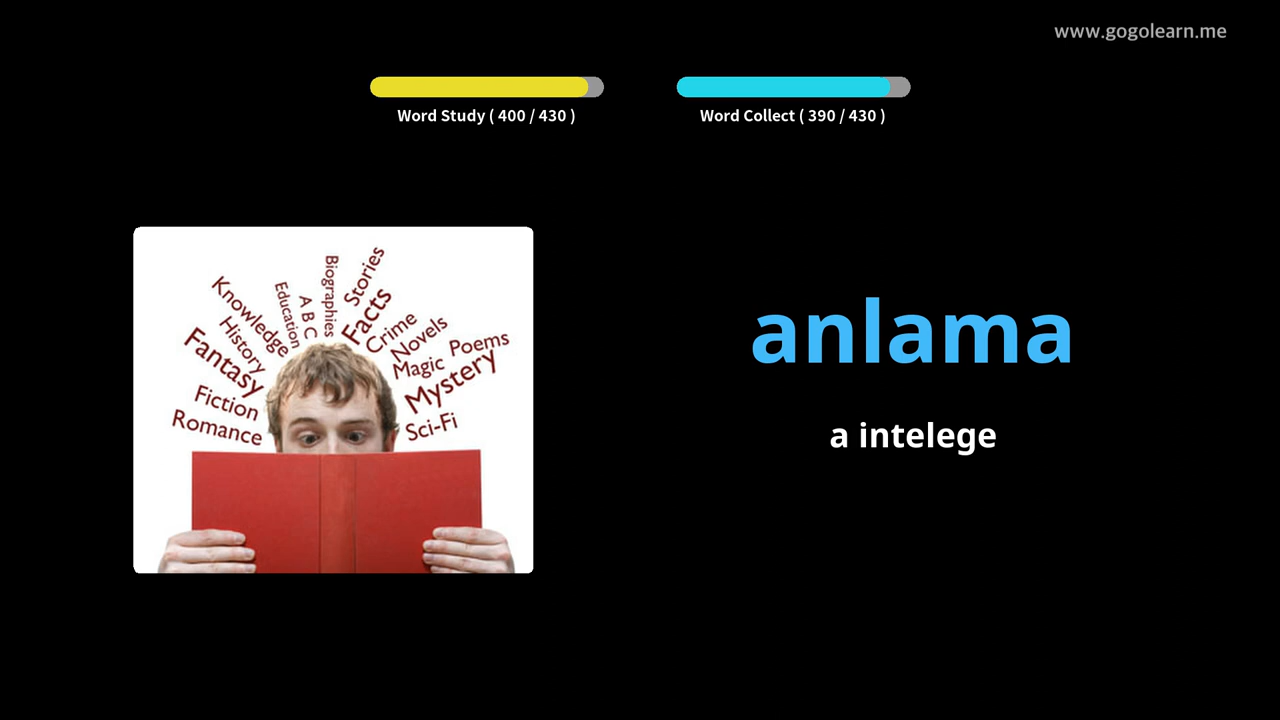 www.gogolearn.me
Word Study ( 400 / 430 )
Word Collect ( 390 / 430 )
Biographies
Stories
Education
A B C
Facts
Knowledge
Crime
History
Novels
Poems
Fantasy
Magic
Mystery
Fiction
Romance
Sci-Fi
anlama
a intelege